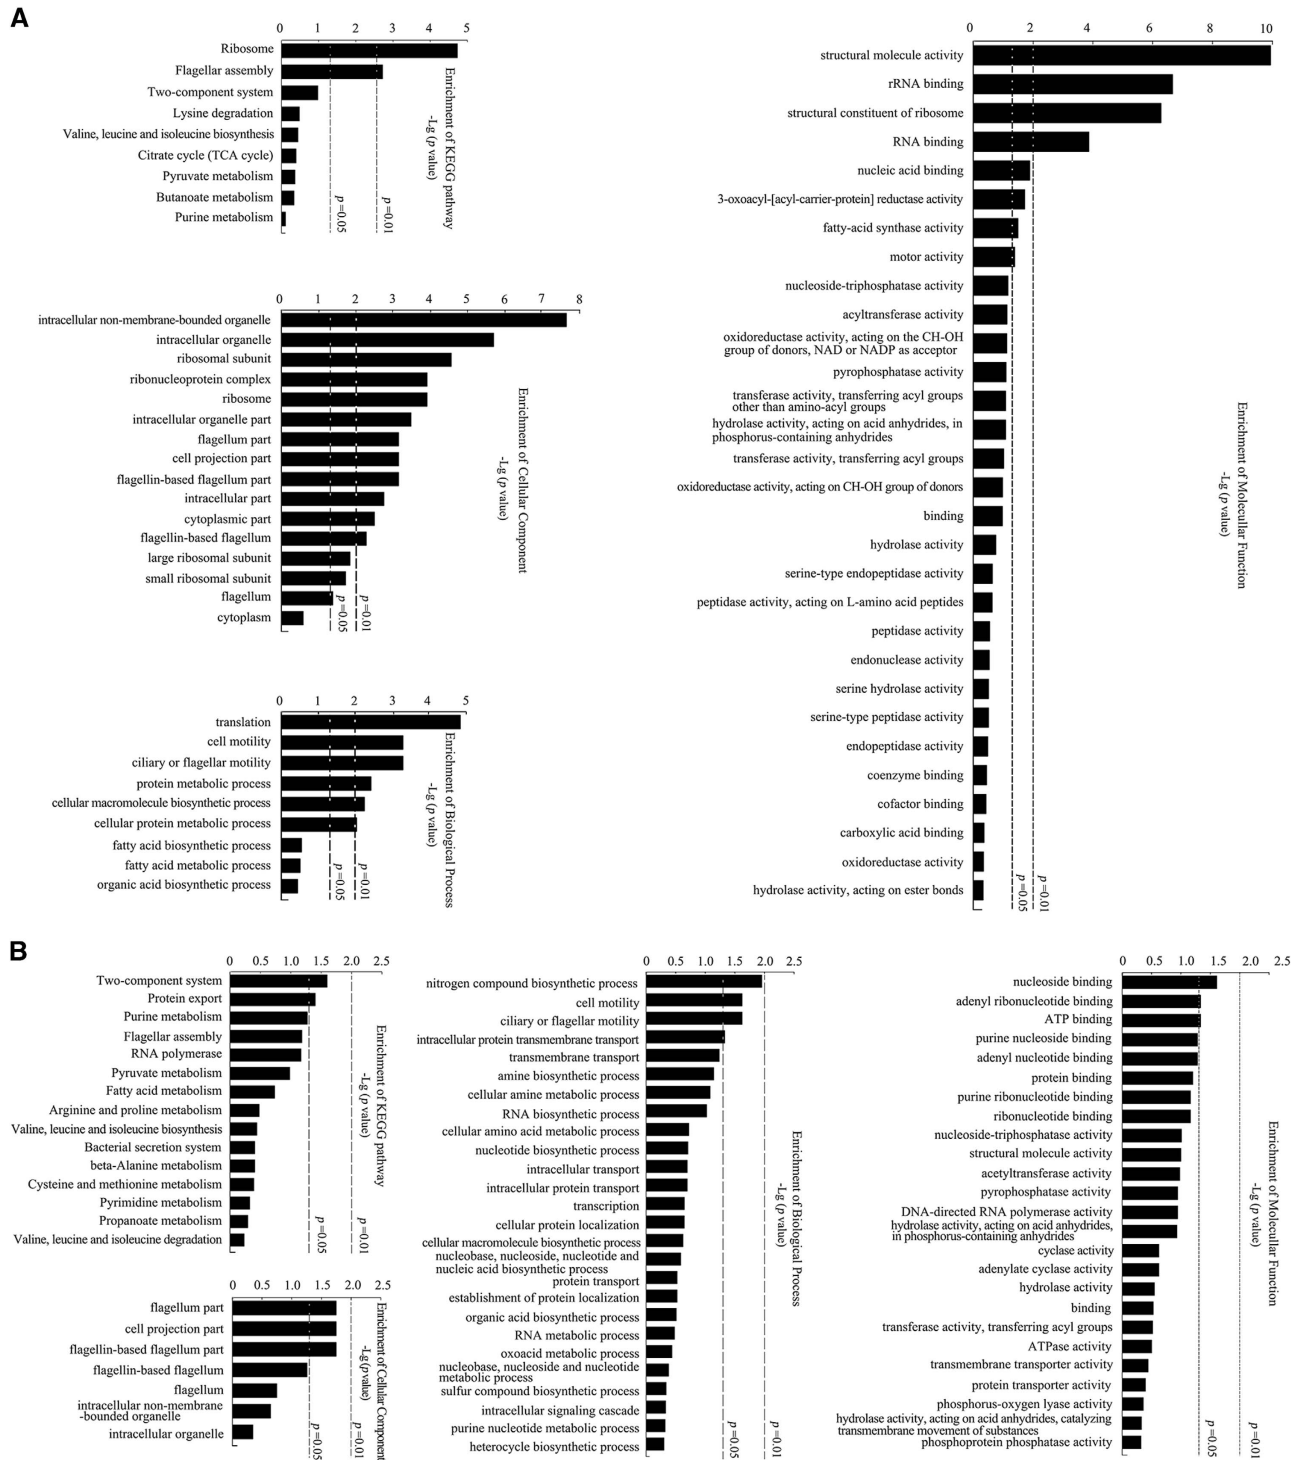 A
0 1 2 3 4 5
Ribosome
Flagellar assembly
Two-component system
Lysine degradation
Valine, leucine and isoleucine biosynthesis
Citrate cycle (TCA cycle)
Pyruvate metabolism
Butanoate metabolism
Purine metabolism
p=0.05
p=0.01
-Lg (p value)
Enrichment of KEGG pathway
0 1 2 3 4 5 6 7 8
intracellular non-membrane-bounded organelle
intracellular organelle
ribosomal subunit
ribonucleoprotein complex
ribosome
intracellular organelle part
flagellum part
cell projection part
flagellin-based flagellum part
intracellular part
cytoplasmic part
flagellin-based flagellum
large ribosomal subunit
small ribosomal subunit
flagellum
cytoplasm
p=0.05
p=0.01
-Lg (p value)
Enrichment of Cellular Component
0 1 2 3 4 5
translation
cell motility
ciliary or flagellar motility
protein metabolic process
cellular macromolecule biosynthetic process
cellular protein metabolic process
fatty acid biosynthetic process
fatty acid metabolic process
organic acid biosynthetic process
p=0.05
p=0.01
-Lg (p value)
Enrichment of Biological Process
0 2 4 6 8 10
structural molecule activity
rRNA binding
structural constituent of ribosome
RNA binding
nucleic acid binding
3-oxoacyl-[acyl-carrier-protein] reductase activity
fatty-acid synthase activity
motor activity
nucleoside-triphosphatase activity
acyltransferase activity
oxidoreductase activity, acting on the CH-OH
group of donors, NAD or NADP as acceptor
pyrophosphatase activity
transferase activity, transferring acyl groups
other than amino-acyl groups
hydrolase activity, acting on acid anhydrides, in
phosphorus-containing anhydrides
transferase activity, transferring acyl groups
oxidoreductase activity, acting on CH-OH group of donors
binding
hydrolase activity
serine-type endopeptidase activity
peptidase activity, acting on L-amino acid peptides
peptidase activity
endonuclease activity
serine hydrolase activity
serine-type peptidase activity
endopeptidase activity
coenzyme binding
cofactor binding
carboxylic acid binding
oxidoreductase activity
hydrolase activity, acting on ester bonds
p=0.05
p=0.01
-Lg (p value)
Enrichment of Molecullar Function
B
0 0.5 1.0 1.5 2.0 2.5
Two-component system
Protein export
Purine metabolism
Flagellar assembly
RNA polymerase
Pyruvate metabolism
Fatty acid metabolism
Arginine and proline metabolism
Valine, leucine and isoleucine biosynthesis
Bacterial secretion system
beta-Alanine metabolism
Cysteine and methionine metabolism
Pyrimidine metabolism
Propanoate metabolism
Valine, leucine and isoleucine degradation
p=0.05
p=0.01
-Lg (p value)
Enrichment of KEGG pathway
0 0.5 1.0 1.5 2.0 2.5
flagellum part
cell projection part
flagellin-based flagellum part
flagellin-based flagellum
flagellum
intracellular non-membrane
-bounded organelle
intracellular organelle
p=0.05
p=0.01
-Lg (p value)
Enrichment of Cellular Component
0 0.5 1.0 1.5 2.0 2.5
nitrogen compound biosynthetic process
cell motility
ciliary or flagellar motility
intracellular protein transmembrane transport
transmembrane transport
amine biosynthetic process
cellular amine metabolic process
RNA biosynthetic process
cellular amino acid metabolic process
nucleotide biosynthetic process
intracellular transport
intracellular protein transport
transcription
cellular protein localization
cellular macromolecule biosynthetic process
nucleobase, nucleoside, nucleotide and
nucleic acid biosynthetic process
protein transport
establishment of protein localization
organic acid biosynthetic process
RNA metabolic process
oxoacid metabolic process
nucleobase, nucleoside and nucleotide
metabolic process
sulfur compound biosynthetic process
intracellular signaling cascade
purine nucleotide metabolic process
heterocycle biosynthetic process
p=0.05
p=0.01
-Lg (p value)
Enrichment of Biological Process
0 0.5 1.0 1.5 2.0 2.5
nucleoside binding
adenyl ribonucleotide binding
ATP binding
purine nucleoside binding
adenyl nucleotide binding
protein binding
purine ribonucleotide binding
ribonucleotide binding
nucleoside-triphosphatase activity
structural molecule activity
acetyltransferase activity
pyrophosphatase activity
DNA-directed RNA polymerase activity
hydrolase activity, acting on acid anhydrides,
in phosphorus-containing anhydrides
cyclase activity
adenylate cyclase activity
hydrolase activity
binding
transferase activity, transferring acyl groups
ATPase activity
transmembrane transporter activity
protein transporter activity
phosphorus-oxygen lyase activity
hydrolase activity, acting on acid anhydrides, catalyzing
transmembrane movement of substances
phosphoprotein phosphatase activity
p=0.05
p=0.01
-Lg (p value)
Enrichment of Molecullar Function